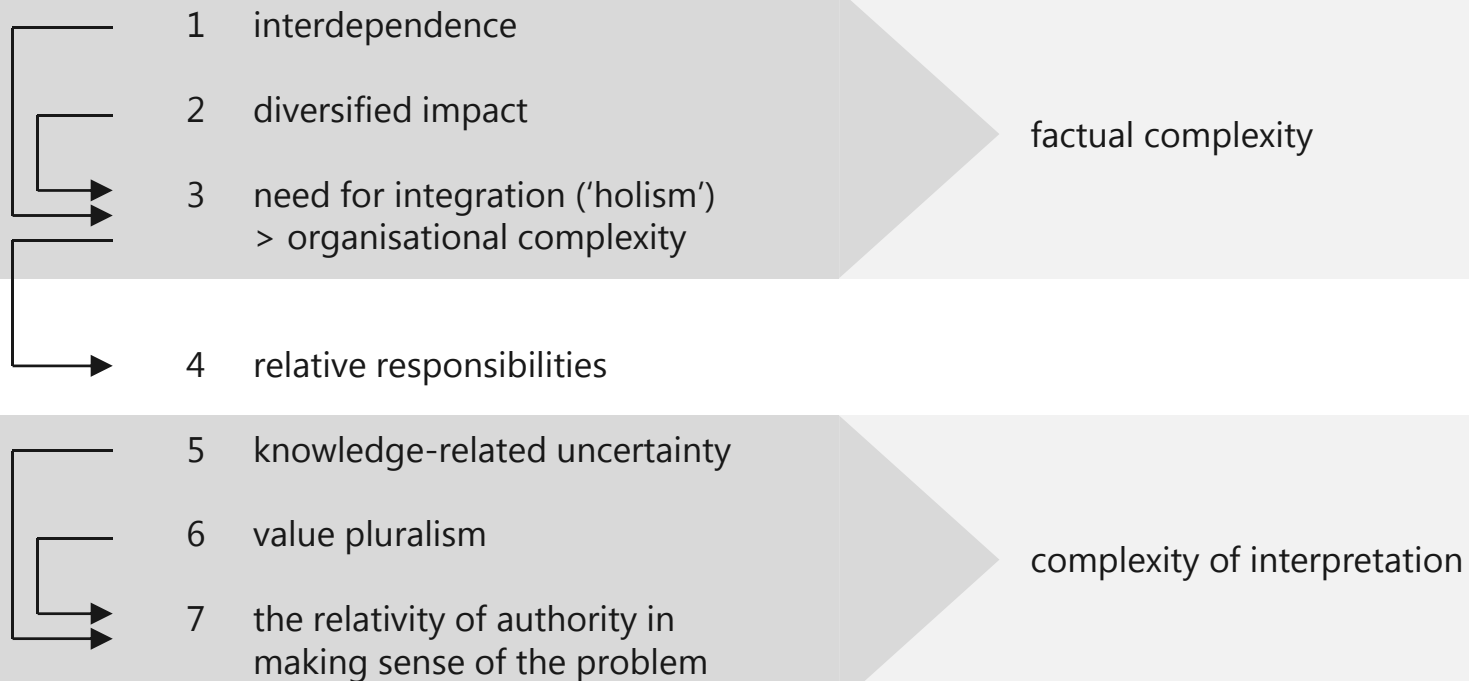 1 interdependence
2 diversified impact
factual complexity
3 need for integration (‘holism’)
> organisational complexity
4 relative responsibilities
5 knowledge-related uncertainty
6 value pluralism
complexity of interpretation
7 the relativity of authority in
making sense of the problem